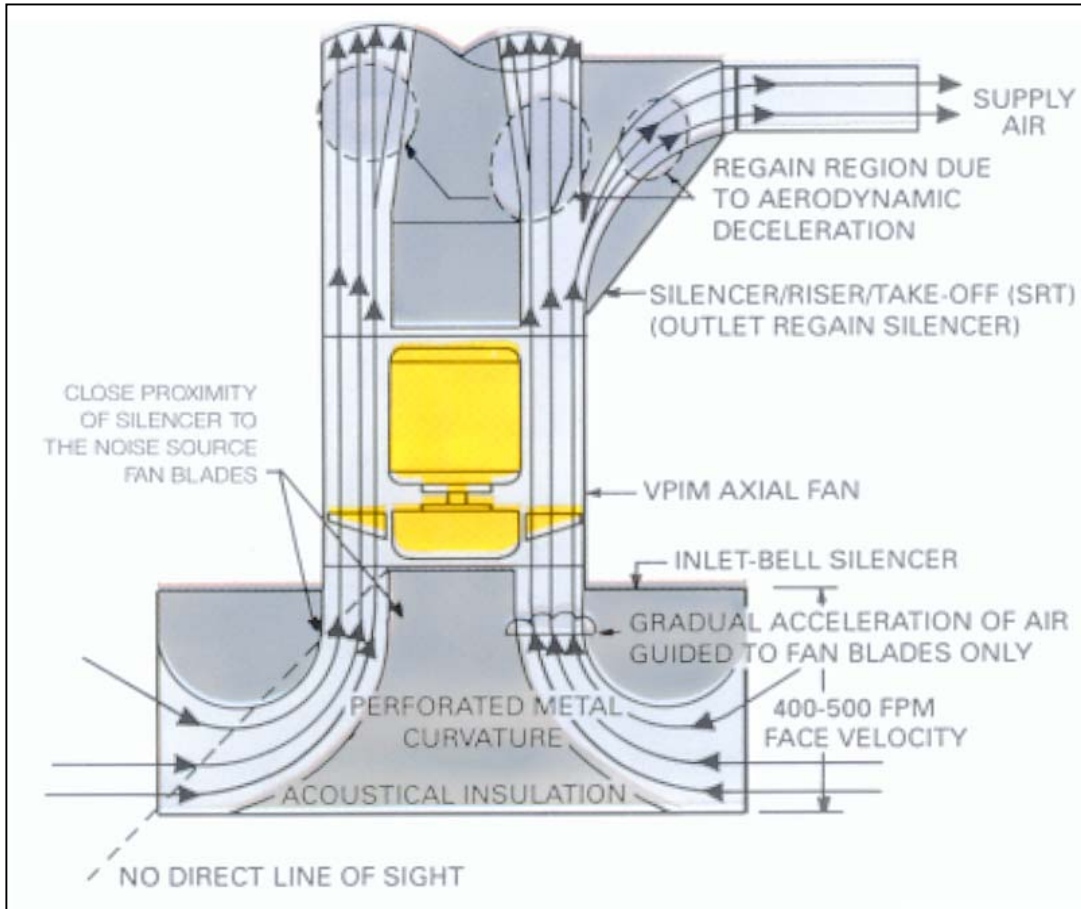 SUPPLY
AIR
REGAIN REGION DUE
TO AERODYNAMIC
DECELERATION
SILENCER/RISER/TAKE-OFF (SRT)
(OUTLET REGAIN SILENCER)
CLOSE PROXIMITY
OF SILENCER TO
THE NOISE SOURCE
FAN BLADES
VPIM AXIAL FAN
INLET-BELL SILENCER
GRADUAL ACCELERATION OF AIR
GUIDED TO FAN BLADES ONLY
PERFORATED METAL
CURVATURE
400-500 FPM
FACE VELOCITY
ACOUSTICAL INSULATION
NO DIRECT LINE OF SIGHT